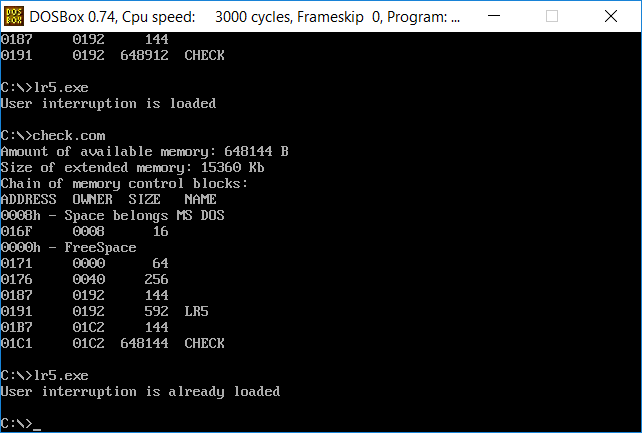 DOS BOX DOSBox 0.74, Cpu speed: 3000 cycles, Frameskip 0, Program: ...
0187 0192 144
0191 0192 648912 CHECK
C:\>lr5.exe
User interruption is loaded
C:\>check.com
Amount of available memory: 648144 B
Size of extended memory: 15360 Kb
Chain of memory control blocks:
ADDRESS OWNER SIZE NAME
0008h - Space belongs MS DOS
016F 0008 16
0000h - FreeSpace
0171 0000 64
0176 0040 256
0187 0192 144
0191 0192 592 LR5
01B7 01C2 144
01C1 01C2 648144 CHECK
C:\>lr5.exe
User interruption is already loaded
C:\>_